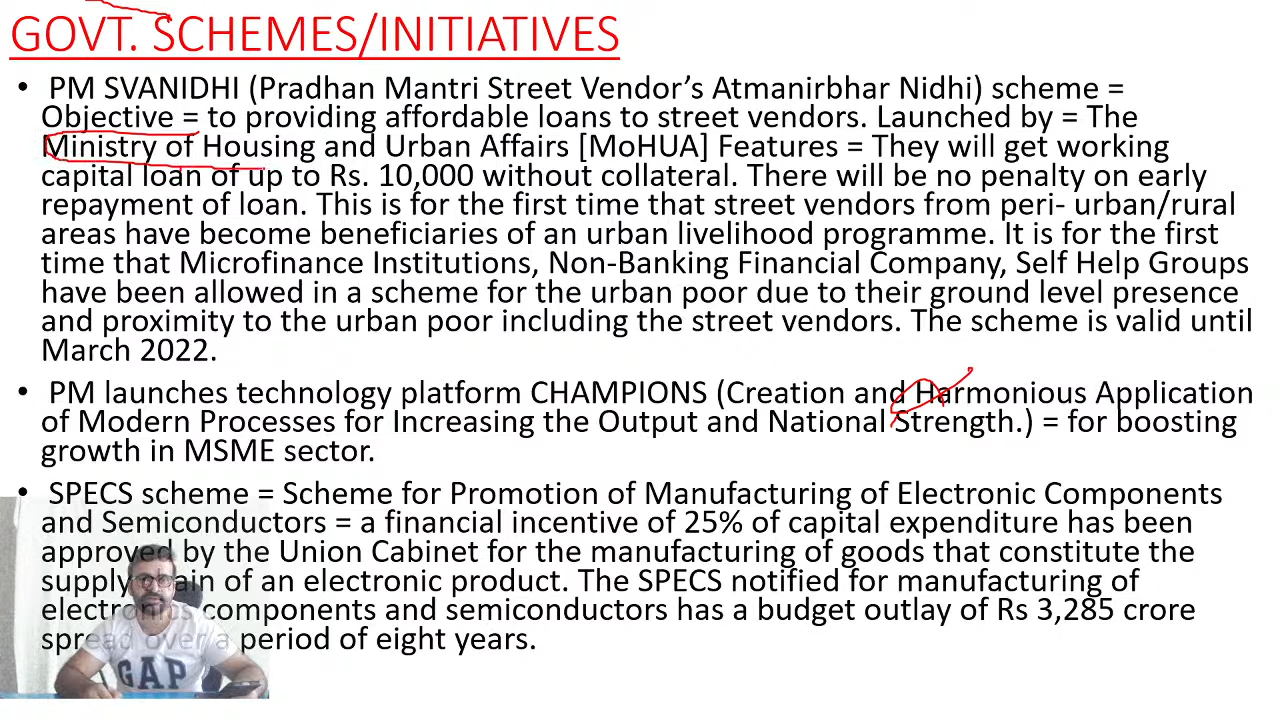 GOVT. SCHEMES/INITIATIVES
• PM SVANIDHI (Pradhan Mantri Street Vendor’s Atmanirbhar Nidhi) scheme =
Objective = to providing affordable loans to street vendors. Launched by = The
Ministry of Housing and Urban Affairs [MoHUA] Features = They will get working
capital loan of up to Rs. 10,000 without collateral. There will be no penalty on early
repayment of loan. This is for the first time that street vendors from peri- urban/rural
areas have become beneficiaries of an urban livelihood programme. It is for the first
time that Microfinance Institutions, Non-Banking Financial Company, Self Help Groups
have been allowed in a scheme for the urban poor due to their ground level presence
and proximity to the urban poor including the street vendors. The scheme is valid until
March 2022.
• PM launches technology platform CHAMPIONS (Creation and Harmonious Application
of Modern Processes for Increasing the Output and National Strength.) = for boosting
growth in MSME sector.
• SPECS scheme = Scheme for Promotion of Manufacturing of Electronic Components
and Semiconductors = a financial incentive of 25% of capital expenditure has been
approved by the Union Cabinet for the manufacturing of goods that constitute the
supply chain of an electronic product. The SPECS notified for manufacturing of
electronics components and semiconductors has a budget outlay of Rs 3,285 crore
spread over a period of eight years.
GAP